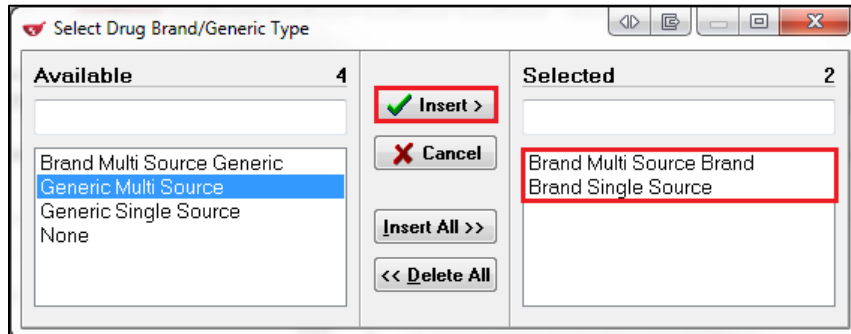 Select Drug Brand/Generic Type
Available 4
Brand Multi Source Generic
Generic Multi Source
Generic Single Source
None
Insert >
Cancel
Insert All >>
<< Delete All
Selected 2
Brand Multi Source Brand
Brand Single Source